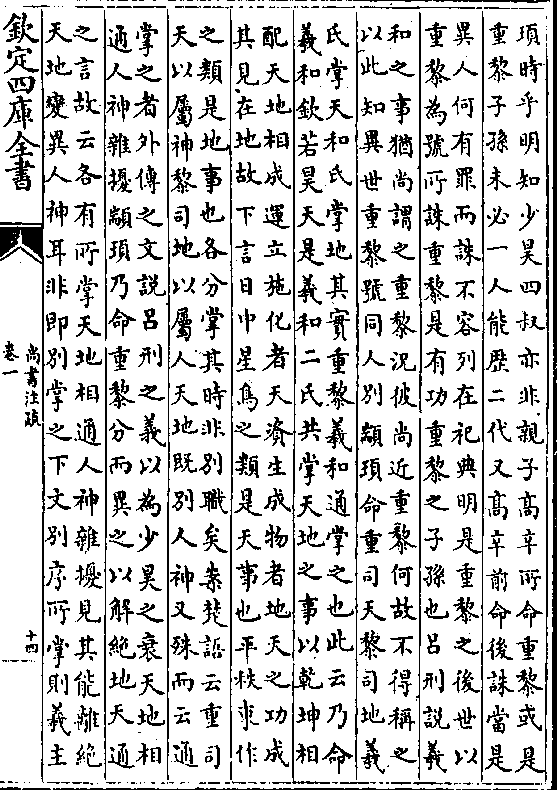 頊時乎明知少昊四叔亦非親子高辛所命重黎或是
重黎子孫未必一人能歷二代又高辛前命後誅當是
異人何有罪而誅不容列在祀典明是重黎之後世以
重黎為號所誅重黎是有功重黎之子孫也呂刑說羲
和之事猶尚謂之重黎況彼尚近重黎何故不得稱之
以此知異世重黎號同人別顓頊命重司天黎司地羲
氏掌天和氏掌地其實重黎羲和通掌之也此云乃命
羲和欽若昊天是羲和二氏共掌天地之事以乾坤相
配天地相成運立施化者天資生成物者地天之功成
其見在地故下言日中星鳥之類是天事也平秩東作
之類是地事也各分掌其時非別職矣案楚語云重司
天以屬神黎司地以屬人天地既別人神又殊而云通
掌之者外傳之文說呂刑之義以為少昊之衰天地相
通人神雜擾顓頊乃命重黎分而異之以解絕地天通
之言故云各有所掌天地相通人神雜擾見其能離絕
天地變異人神耳非即別掌之下文別序所掌則羲主
欽定四庫全書
尚書注疏
卷一
十四